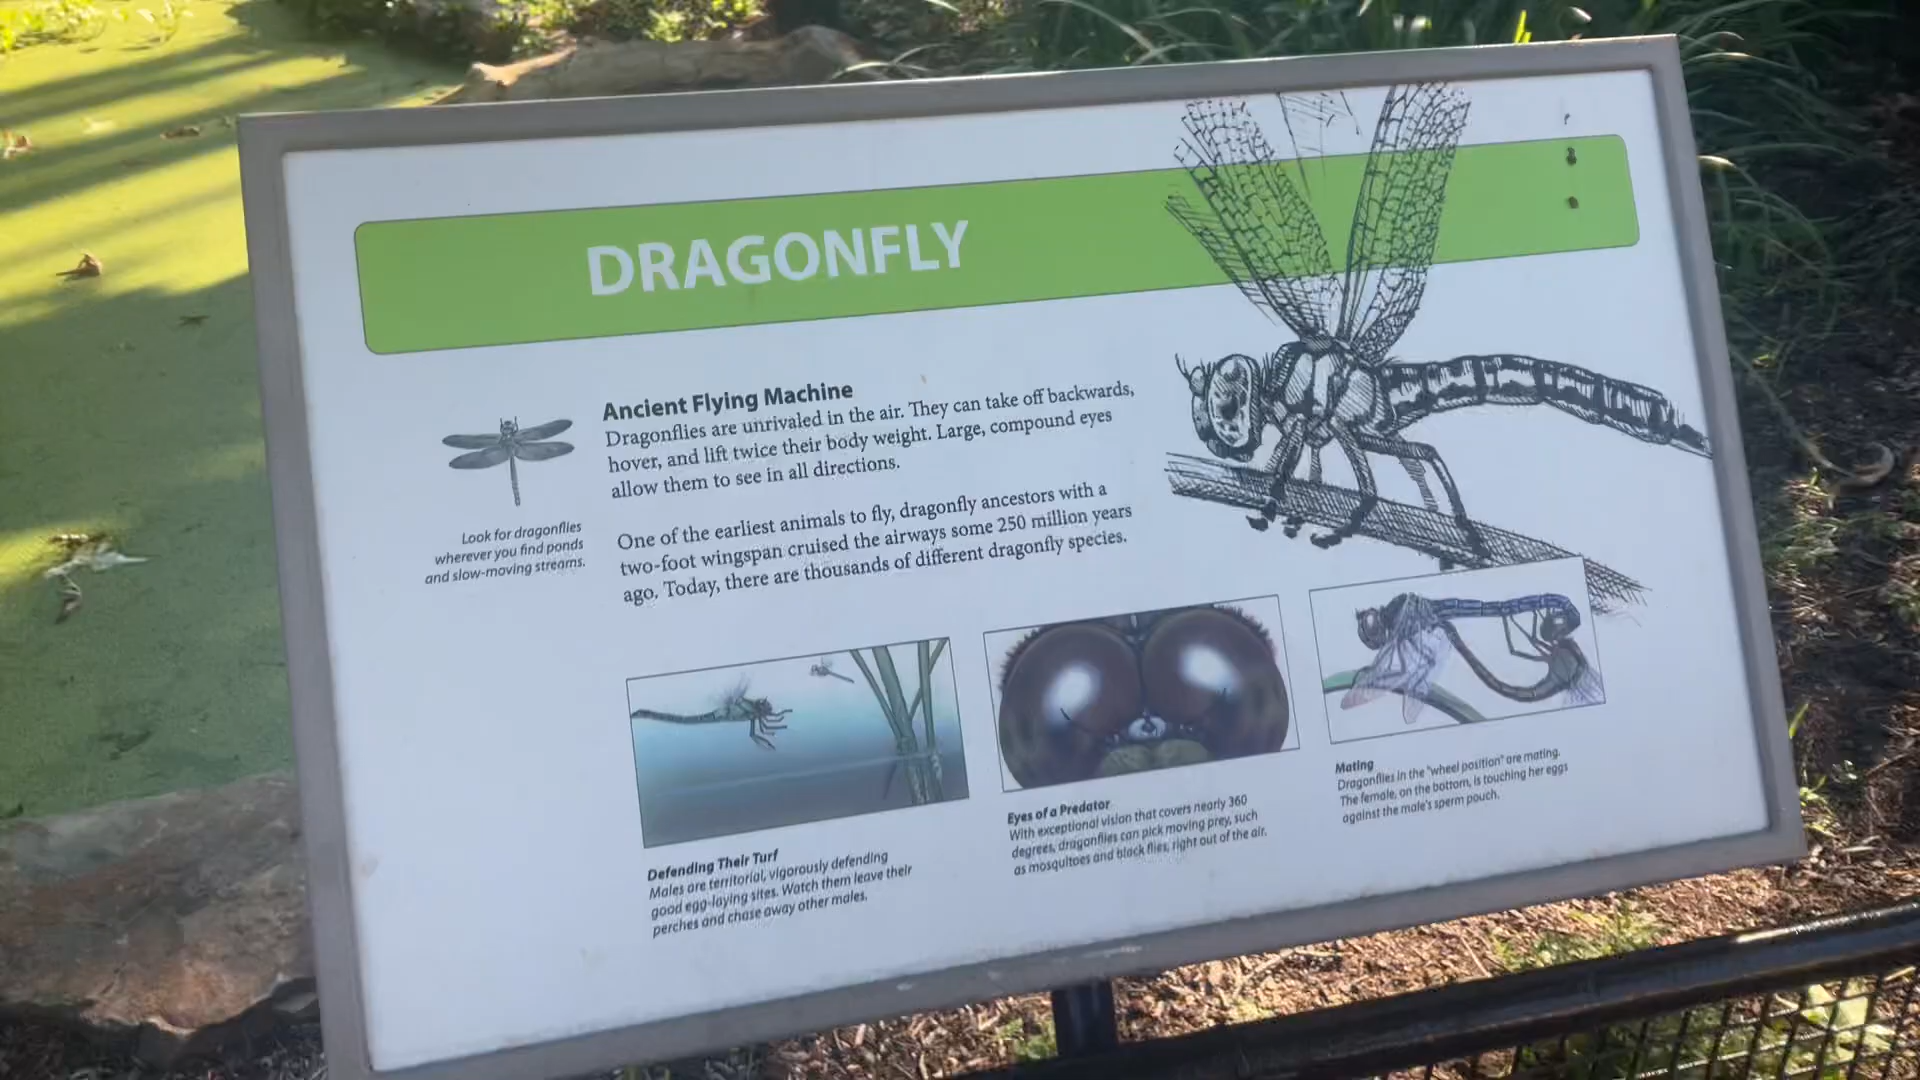 DRAGONFLY
Ancient Flying Machine
Dragonflies are unrivaled in the air. They can take off backwards,
hover, and lift twice their body weight. Large, compound eyes
allow them to see in all directions.
One of the earliest animals to fly, dragonfly ancestors with a
two-foot wingspan cruised the airways some 250 million years
ago. Today, there are thousands of different dragonfly species.
Look for dragonflies
wherever you find ponds
and slow-moving streams.
Defending Their Turf
Males are territorial, vigorously defending
good egg-laying sites. Watch them leave their
perches and chase away other males.
Eyes of a Predator
With exceptional vision that covers nearly 360
degrees, dragonflies can pick moving prey, such
as mosquitoes and black flies, right out of the air.
Mating
Dragonflies in the "wheel position" are mating.
The female, on the bottom, is touching her eggs
against the male's sperm pouch.